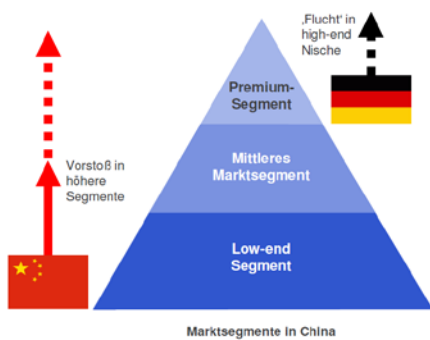 ‚Flucht‘ in
high-end
Nische
Premium-
Segment
Vorstoß in
höhere
Segmente
Mittleres
Marktsegment
Low-end
Segment
Marktsegmente in China